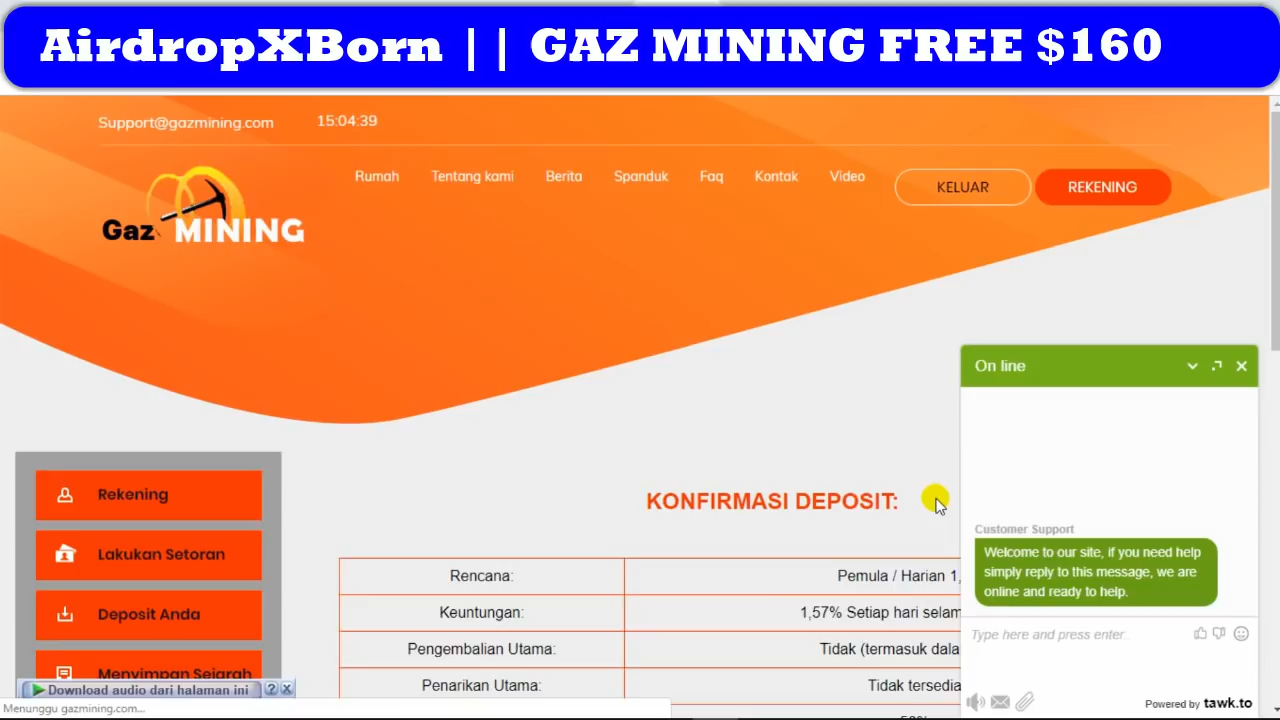 AirdropXBorn || GAZ MINING FREE $160
Support@gazmining.com 15:04:39
Rumah Tentang kami Berita Spanduk Faq Kontak Video KELUAR REKENING
Gaz MINING
On line
Rekening
Lakukan Setoran
Deposit Anda
Menyimpan Sejarah
KONFIRMASI DEPOSIT:
Rencana: Pemula / Harian 1,
Keuntungan: 1,57% Setiap hari selam
Pengembalian Utama: Tidak (termasuk dala
Penarikan Utama: Tidak tersedia
Customer Support
Welcome to our site, if you need help
simply reply to this message, we are
online and ready to help.
Type here and press enter..
Powered by tawk.to
Download audio dari halaman ini ? X
Menunggu gazmining.com...